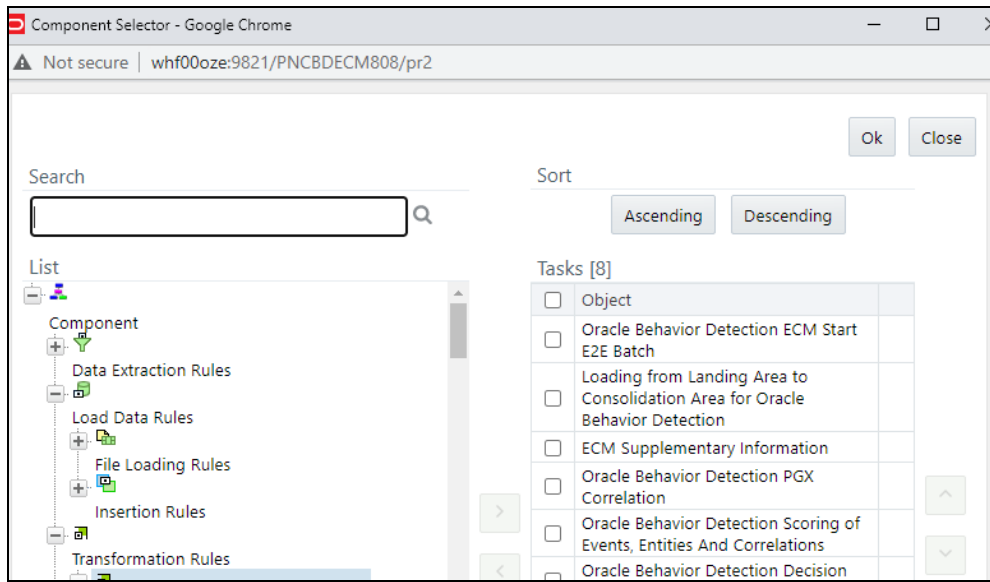 Component Selector - Google Chrome
Not secure | whf00oze:9821/PNCBDECM808/pr2
Ok
Close
Search
Sort
Ascending
Descending
List
Tasks [8]
Component
Data Extraction Rules
Load Data Rules
File Loading Rules
Insertion Rules
Transformation Rules
Object
Oracle Behavior Detection ECM Start
E2E Batch
Loading from Landing Area to
Consolidation Area for Oracle
Behavior Detection
ECM Supplementary Information
Oracle Behavior Detection PGX
Correlation
Oracle Behavior Detection Scoring of
Events, Entities And Correlations
Oracle Behavior Detection Decision